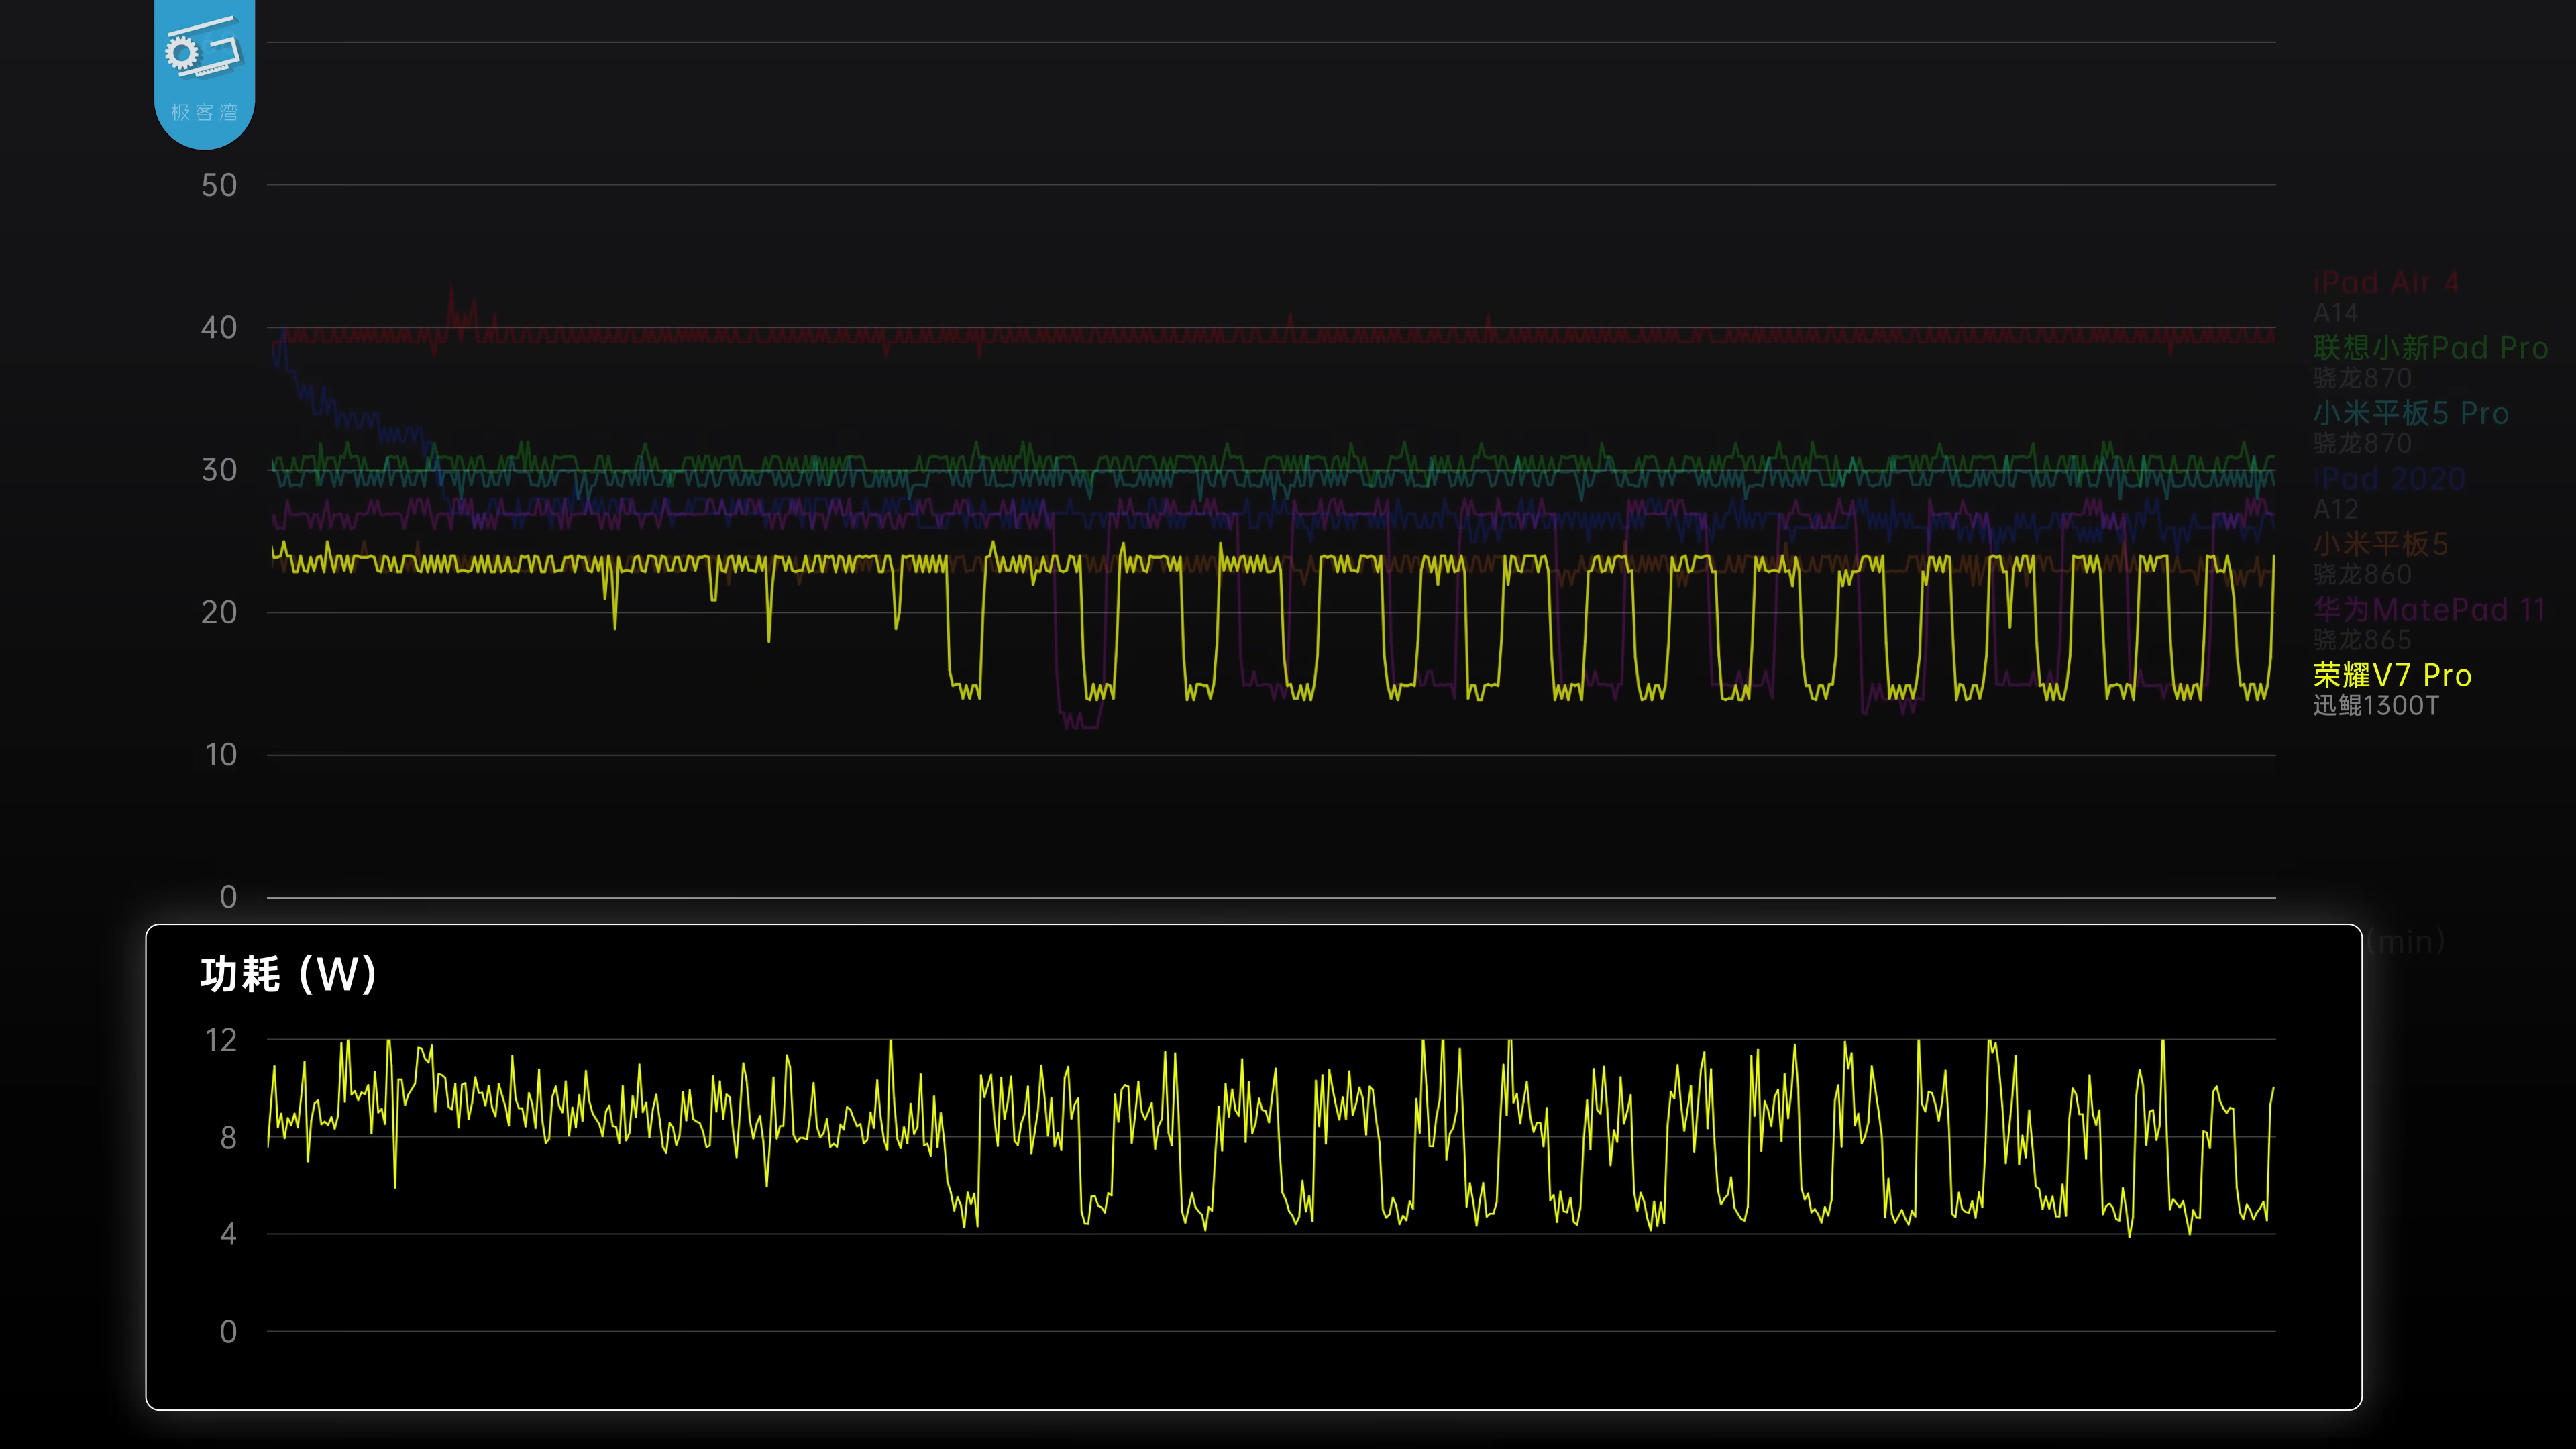 极客湾
50
40
30
20
10
0
iPad Air 4
A14
联想小新Pad Pro
骁龙870
小米平板5 Pro
骁龙870
iPad 2020
A12
小米平板5
骁龙860
华为MatePad 11
骁龙865
荣耀V7 Pro
迅鲲1300T
(min)
功耗 (W)
12
8
4
0